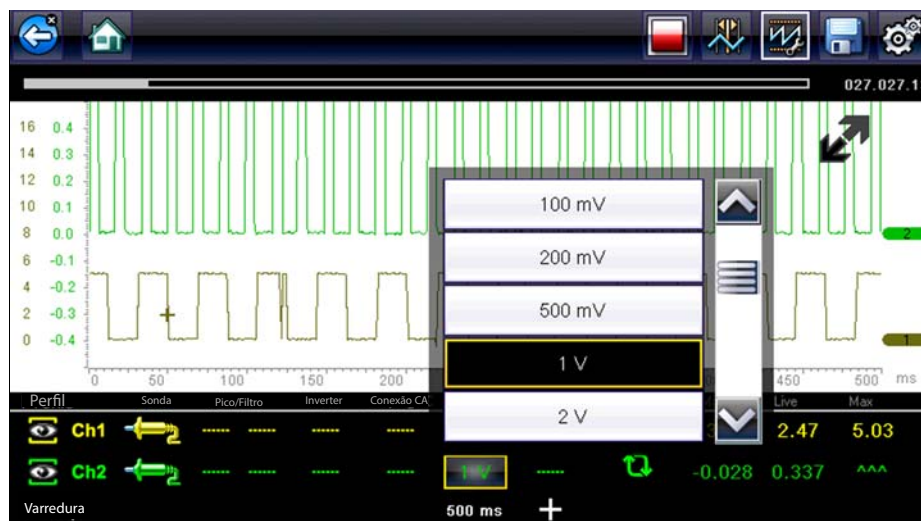 027.027.1
16 0.4
14 0.3
12 0.2
10 0.1
8 0.0
6 -0.1
4 -0.2
2 -0.3
0 -0.4
2
1
100 mV
200 mV
500 mV
1 V
2 V
0 50 100 150 200 450 500 ms
Perfil Sonda Pico/Filtro Inverter Conexão CA Live Max
Ch1 ----- ----- ----- ----- 2.47 5.03
Ch2 ----- ----- ----- ----- 1 V ----- -0.028 0.337 ^^^
Varredura 500 ms +